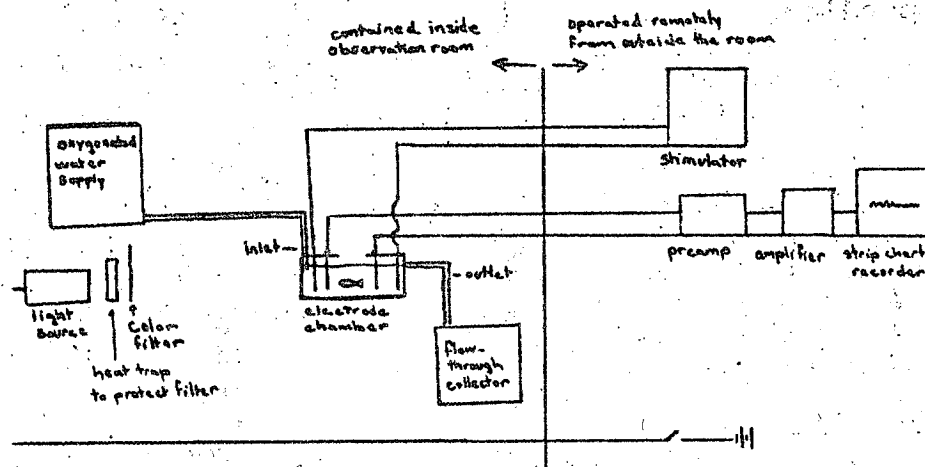 contained inside
observation room
operated remotely
from outside the room
oxygenated
water
supply
stimulator
inlet
outlet
preamp
amplifier
strip chart
recorder
light
source
color
filter
heat trap
to protect filter
electrode
chamber
flow-
through
collector